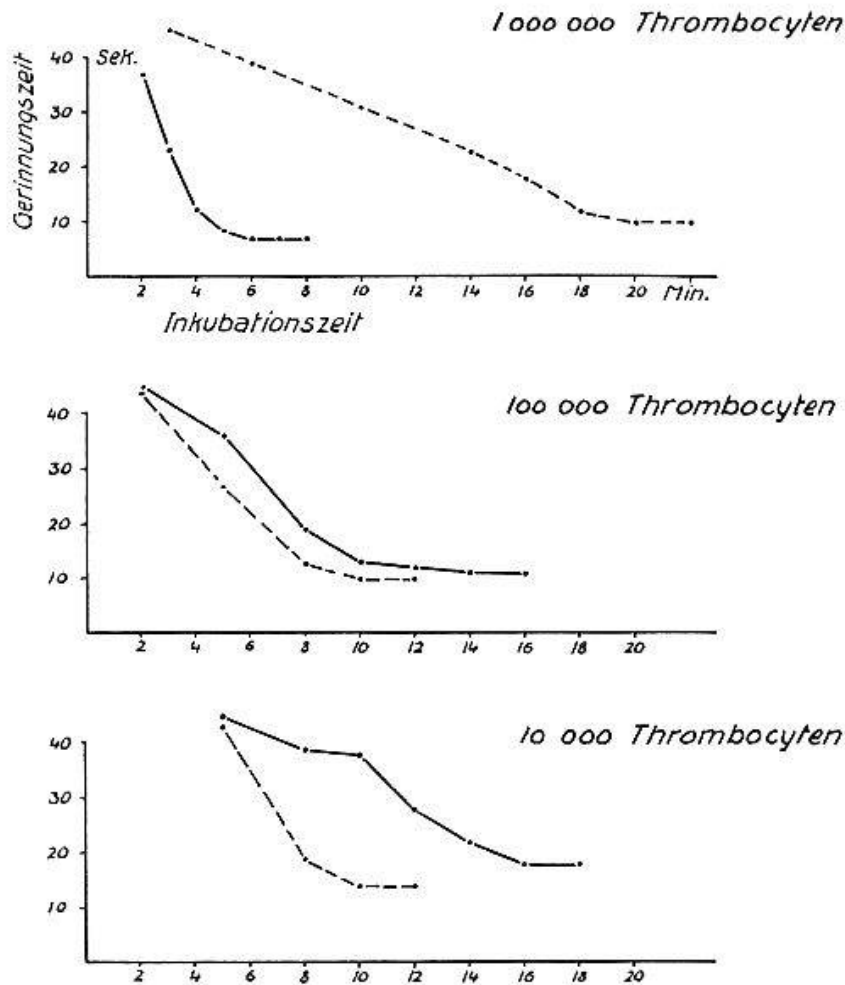 1 000 000 Thrombocyten
Gerinnungszeit
Sek.
40
30
20
10
2 4 6 8 10 12 14 16 18 20 Min.
Inkubationszeit
100 000 Thrombocyten
40
30
20
10
2 4 6 8 10 12 14 16 18 20
10 000 Thrombocyten
40
30
20
10
2 4 6 8 10 12 14 16 18 20